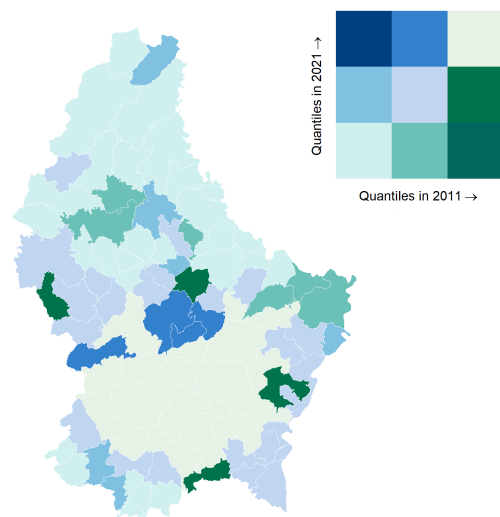 Quantiles in 2021 →
Quantiles in 2011 →